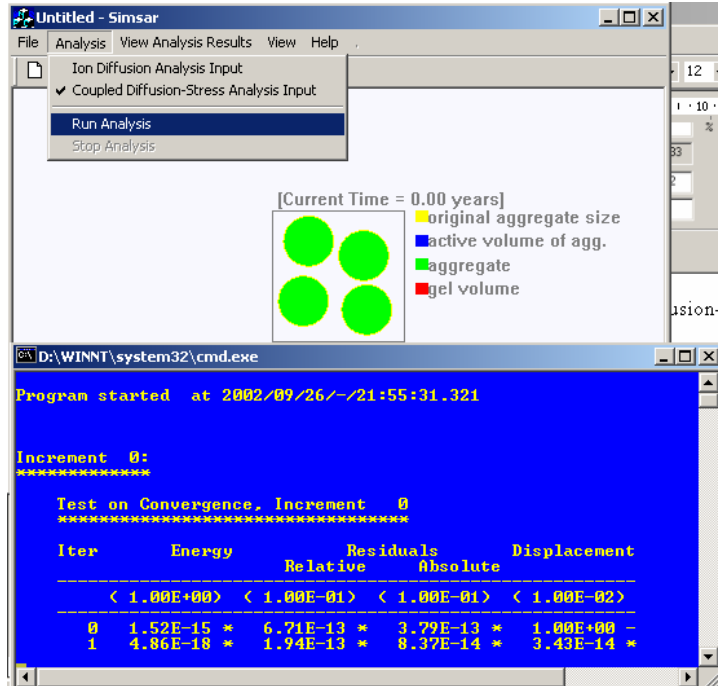 Untitled - Simsar
File Analysis View Analysis Results View Help
Ion Diffusion Analysis Input
✔ Coupled Diffusion-Stress Analysis Input
Run Analysis
Stop Analysis
12
1 · 10 ·
%
33
2
[Current Time = 0.00 years]
original aggregate size
active volume of agg.
aggregate
gel volume
usion-
D:\WINNT\system32\cmd.exe
Program started at 2002/09/26/-/21:55:31.321
Increment 0:
*************
Test on Convergence, Increment 0
**********************************
Iter Energy Residuals Displacement
Relative Absolute
( 1.00E+00) ( 1.00E-01) ( 1.00E-01) ( 1.00E-02)
0 1.52E-15 * 6.71E-13 * 3.79E-13 * 1.00E+00 -
1 4.86E-18 * 1.94E-13 * 8.37E-14 * 3.43E-14 *